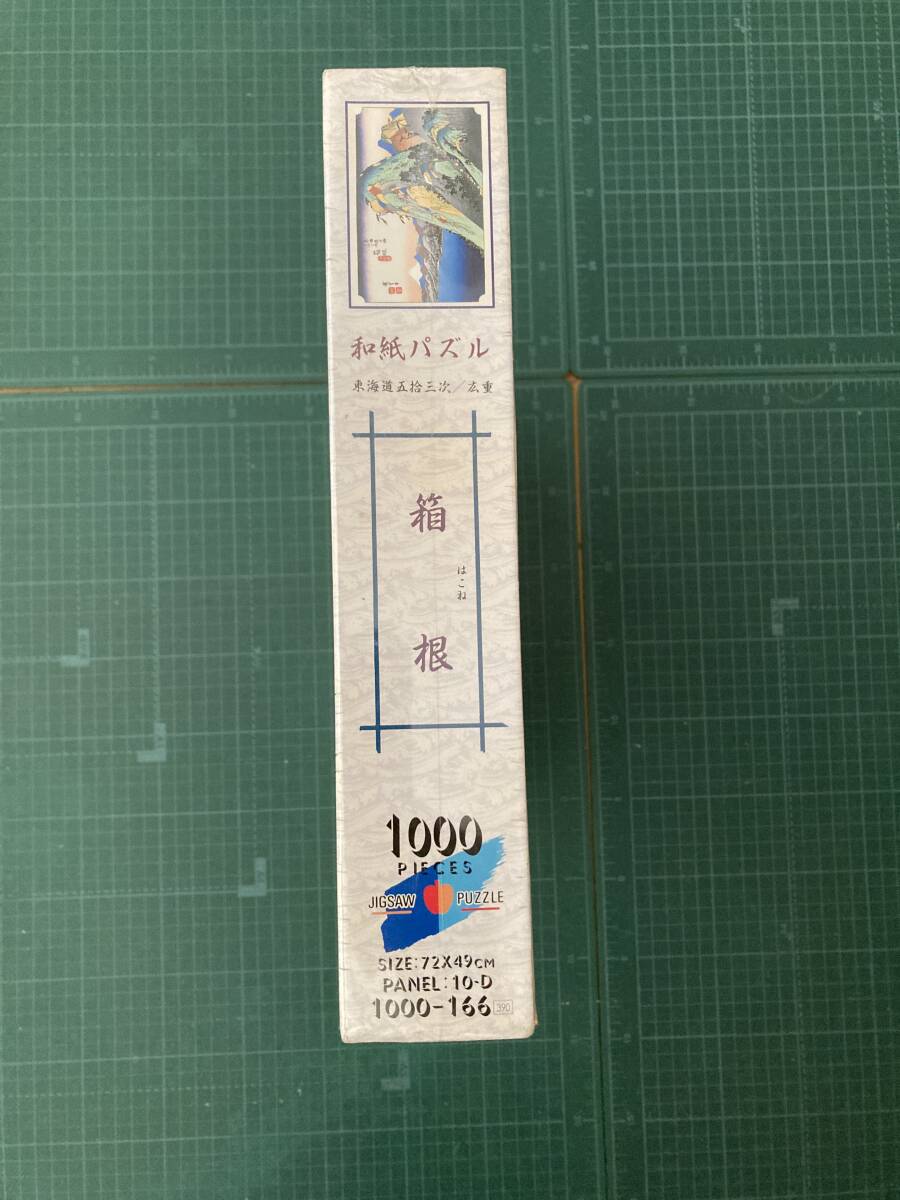 和紙パズル
東海道五拾三次／広重
箱根
はこね
1000
PIECES
JIGSAW PUZZLE
SIZE:72X49CM
PANEL:10-D
1000-166 390